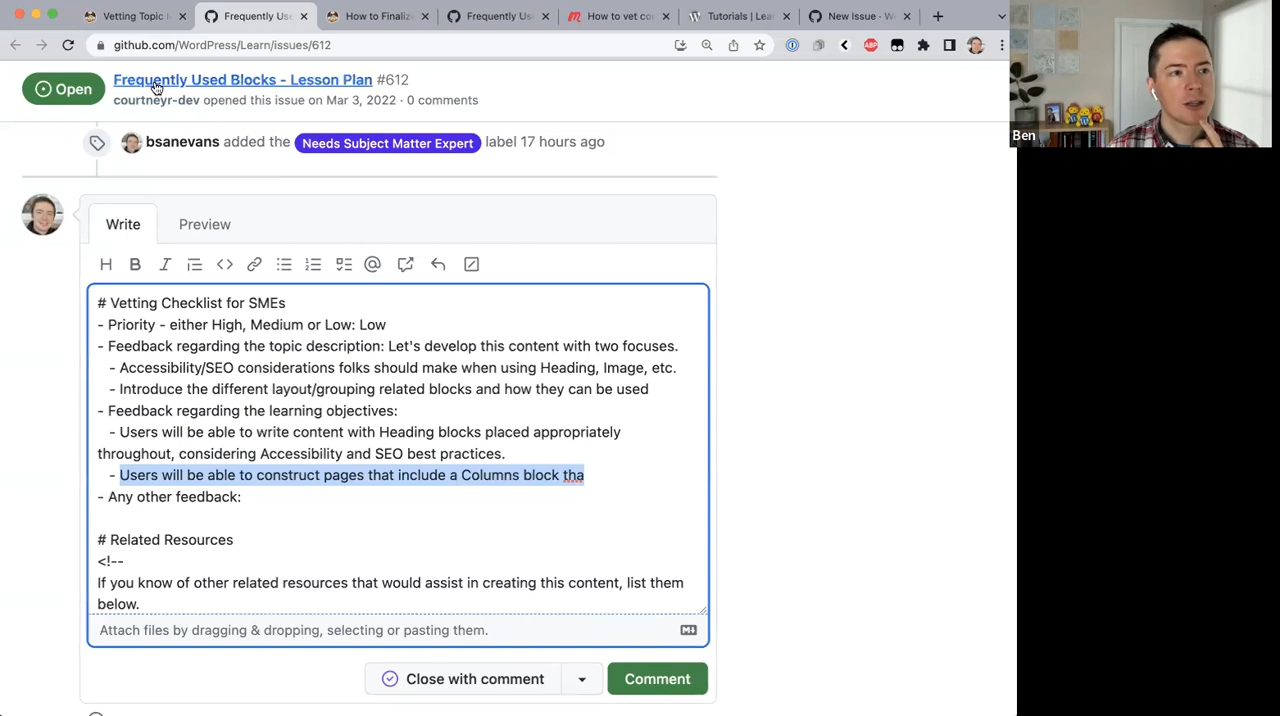 Vetting Topic I
Frequently Use
How to Finalize
Frequently Us
How to vet co
Tutorials | Lear
New Issue · W
github.com/WordPress/Learn/issues/612
ABP
Open
Frequently Used Blocks - Lesson Plan #612
courtneyr-dev opened this issue on Mar 3, 2022 · 0 comments
Ben
bsanevans added the Needs Subject Matter Expert label 17 hours ago
Write
Preview
# Vetting Checklist for SMEs
- Priority - either High, Medium or Low: Low
- Feedback regarding the topic description: Let's develop this content with two focuses.
- Accessibility/SEO considerations folks should make when using Heading, Image, etc.
- Introduce the different layout/grouping related blocks and how they can be used
- Feedback regarding the learning objectives:
- Users will be able to write content with Heading blocks placed appropriately
throughout, considering Accessibility and SEO best practices.
- Users will be able to construct pages that include a Columns block tha
- Any other feedback:
# Related Resources
<!--
If you know of other related resources that would assist in creating this content, list them
below.
Attach files by dragging & dropping, selecting or pasting them.
Close with comment
Comment